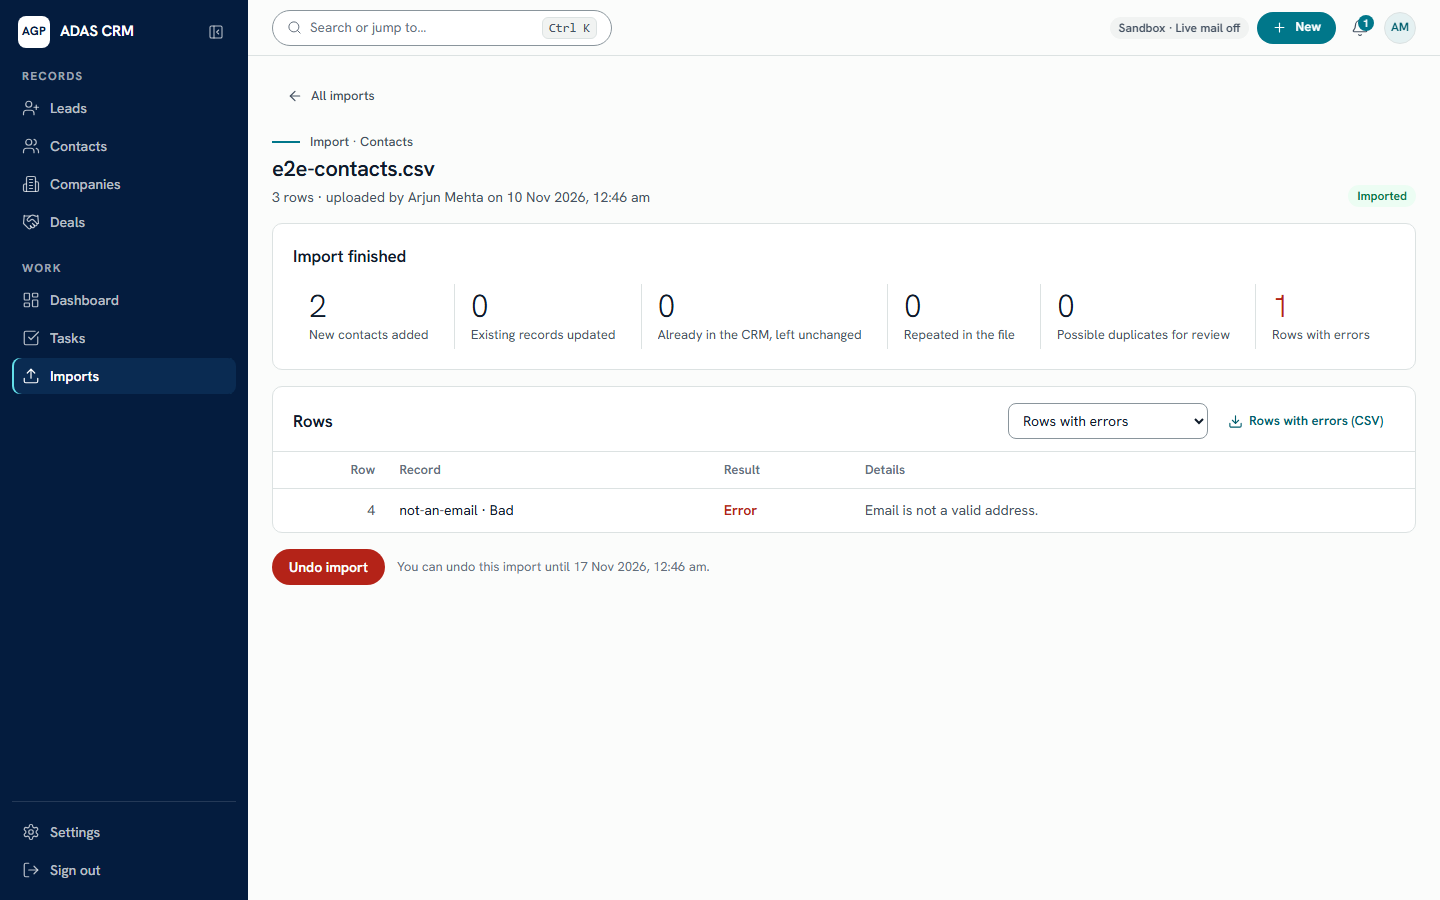 AGP
ADAS CRM
RECORDS
Leads
Contacts
Companies
Deals
WORK
Dashboard
Tasks
Imports
Settings
Sign out
Search or jump to...
Ctrl K
Sandbox · Live mail off
+ New
1
AM
← All imports
Import · Contacts
e2e-contacts.csv
3 rows · uploaded by Arjun Mehta on 10 Nov 2026, 12:46 am
Imported
Import finished
2
New contacts added
0
Existing records updated
0
Already in the CRM, left unchanged
0
Repeated in the file
0
Possible duplicates for review
1
Rows with errors
Rows
Rows with errors
Rows with errors (CSV)
Row Record Result Details
4 not-an-email · Bad Error Email is not a valid address.
Undo import
You can undo this import until 17 Nov 2026, 12:46 am.